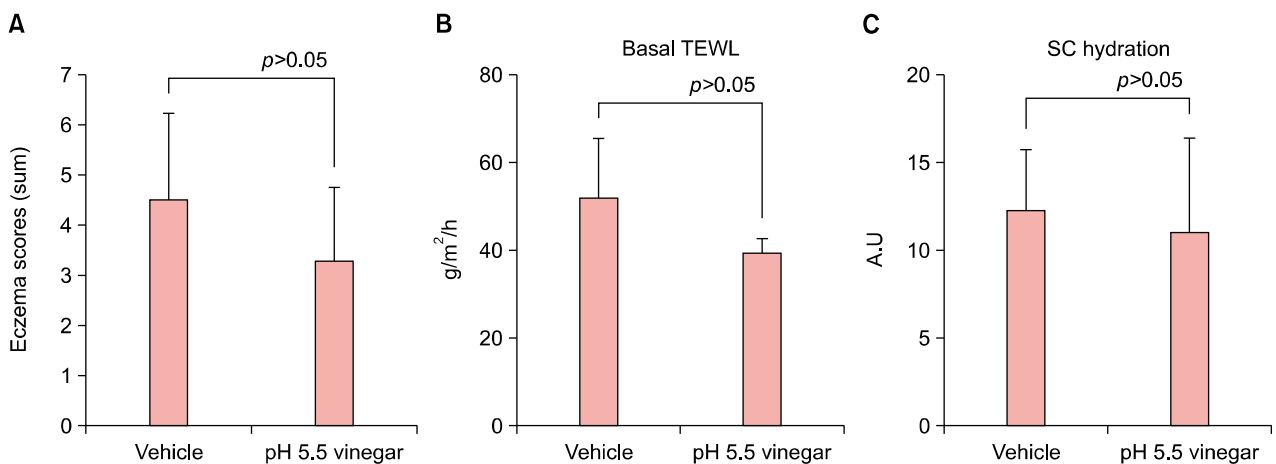 A
p>0.05
Eczema scores (sum)
7
6
5
4
3
2
1
0
Vehicle
pH 5.5 vinegar
B
Basal TEWL
p>0.05
g/m²/h
80
60
40
20
0
Vehicle
pH 5.5 vinegar
C
SC hydration
p>0.05
A.U
20
15
10
5
0
Vehicle
pH 5.5 vinegar